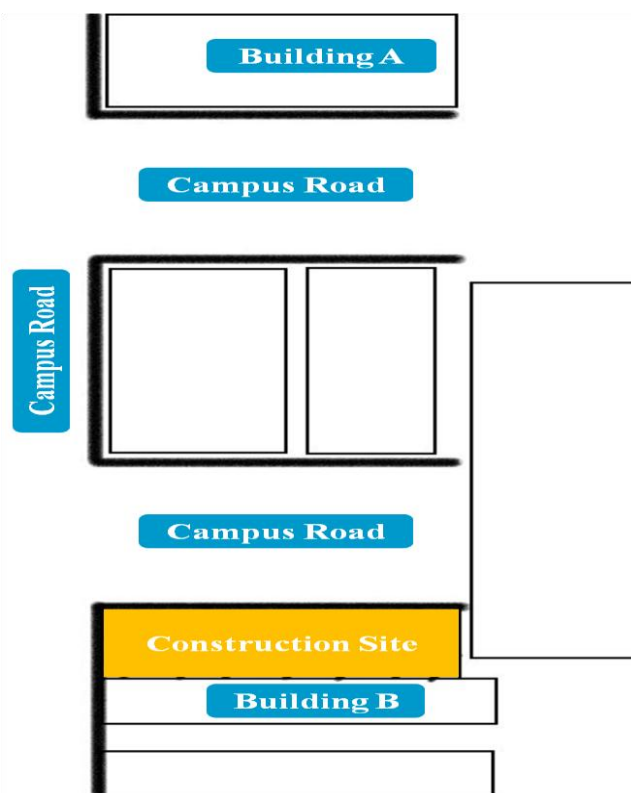 Building A
Campus Road
Campus Road
Campus Road
Construction Site
Building B